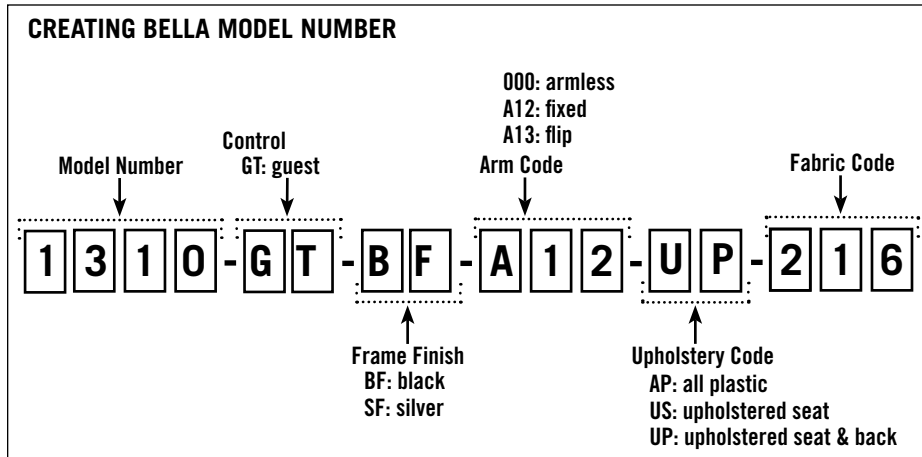 CREATING BELLA MODEL NUMBER
000: armless
A12: fixed
A13: flip
Arm Code
Control
GT: guest
Model Number
Fabric Code
1310-GT-BF-A12-UP-216
Frame Finish
BF: black
SF: silver
Upholstery Code
AP: all plastic
US: upholstered seat
UP: upholstered seat & back